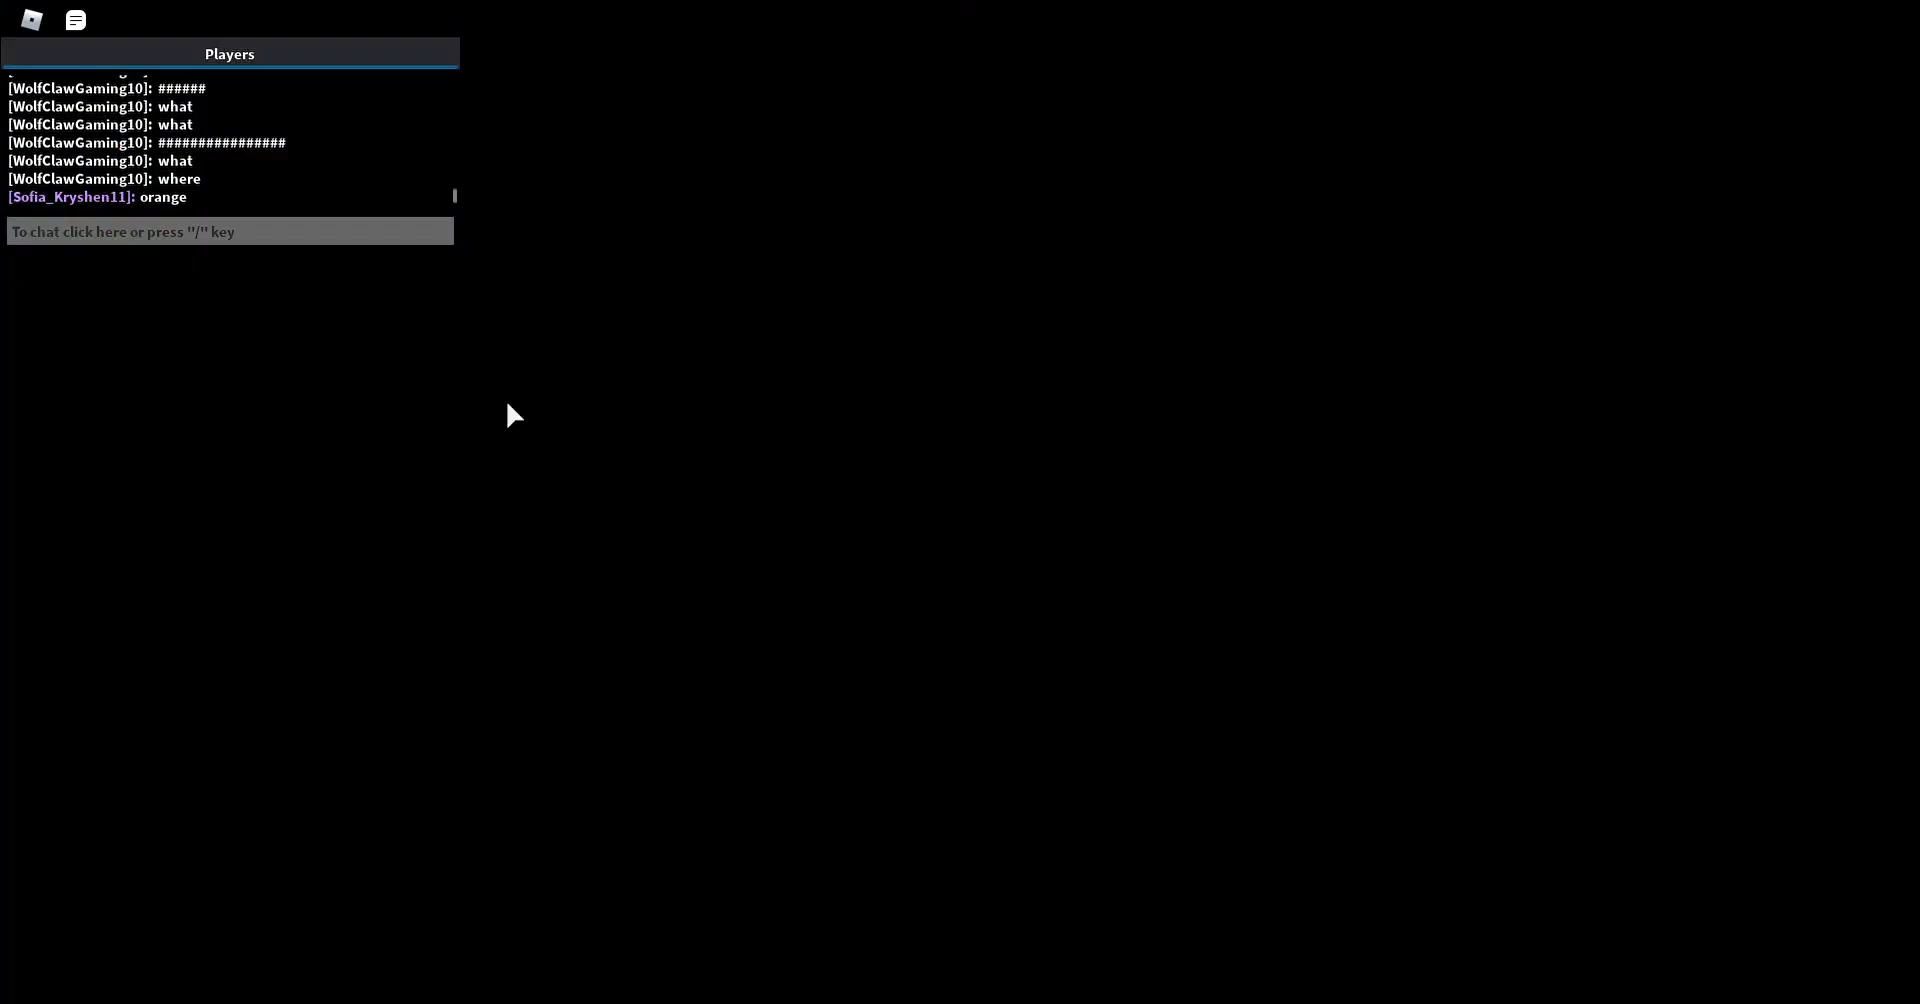 Players
[WolfClawGaming10]: ######
[WolfClawGaming10]: what
[WolfClawGaming10]: what
[WolfClawGaming10]: ################
[WolfClawGaming10]: what
[WolfClawGaming10]: where
[Sofia_Kryshen11]: orange
To chat click here or press "/" key